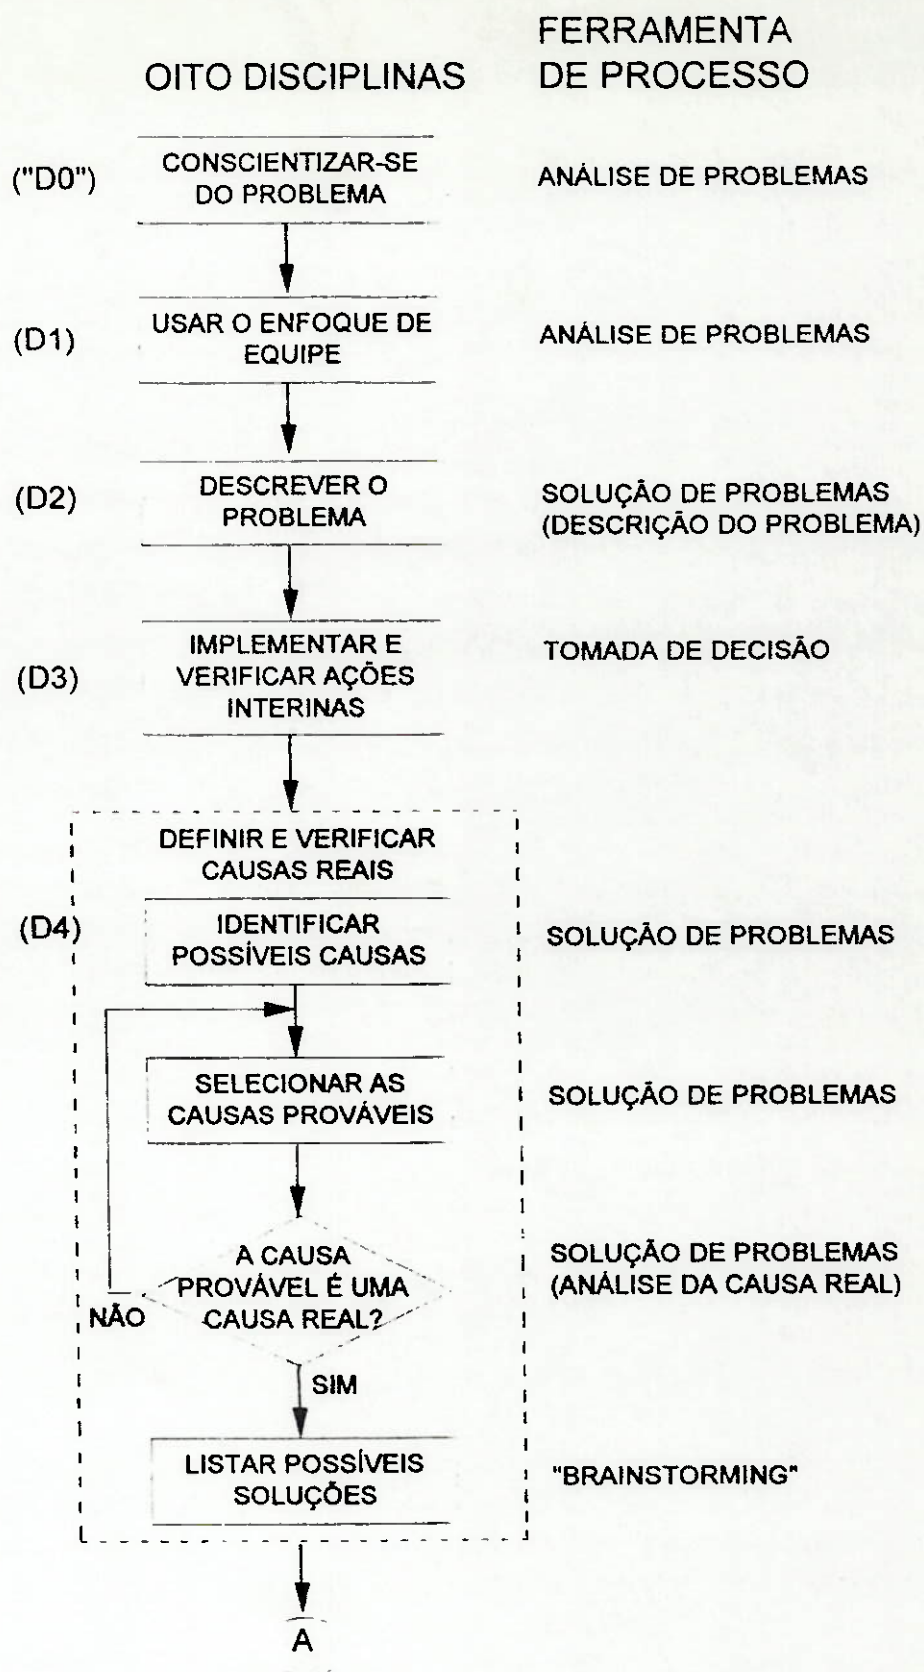 FERRAMENTA
OITO DISCIPLINAS DE PROCESSO
("D0")
CONSCIENTIZAR-SE
DO PROBLEMA
ANÁLISE DE PROBLEMAS
(D1)
USAR O ENFOQUE DE
EQUIPE
ANÁLISE DE PROBLEMAS
(D2)
DESCREVER O
PROBLEMA
SOLUÇÃO DE PROBLEMAS
(DESCRIÇÃO DO PROBLEMA)
(D3)
IMPLEMENTAR E
VERIFICAR AÇÕES
INTERINAS
TOMADA DE DECISÃO
DEFINIR E VERIFICAR
CAUSAS REAIS
(D4)
IDENTIFICAR
POSSÍVEIS CAUSAS
SOLUÇÃO DE PROBLEMAS
SELECIONAR AS
CAUSAS PROVÁVEIS
SOLUÇÃO DE PROBLEMAS
A CAUSA
PROVÁVEL É UMA
CAUSA REAL?
SOLUÇÃO DE PROBLEMAS
(ANÁLISE DA CAUSA REAL)
NÃO
SIM
LISTAR POSSÍVEIS
SOLUÇÕES
"BRAINSTORMING"
A